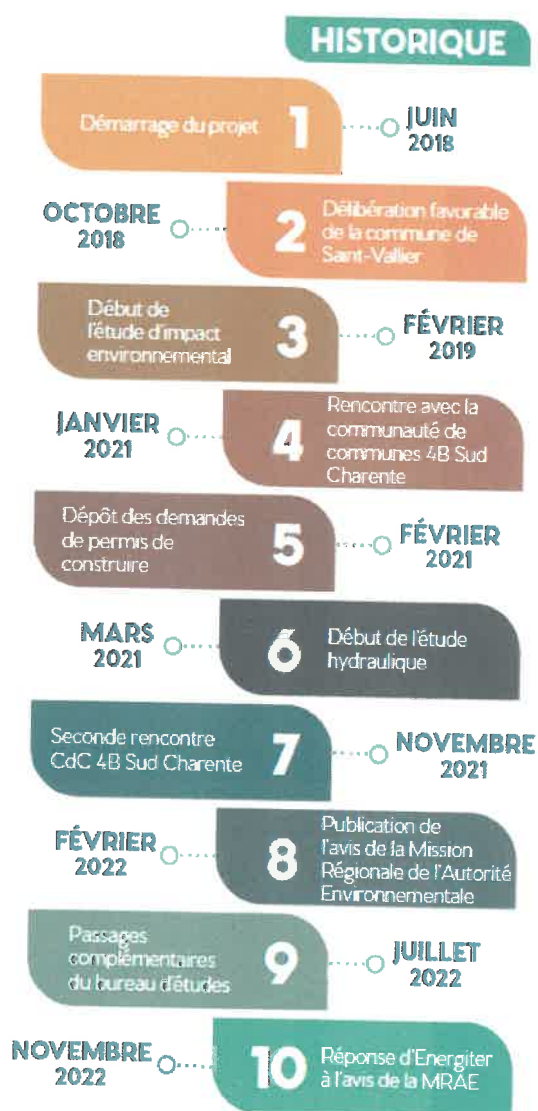 HISTORIQUE
Démarrage du projet
1
JUIN
2018
OCTOBRE
2018
2
Délibération favorable
de la commune de
Saint-Vallier
Début de
l'étude d'impact
environnemental
3
FÉVRIER
2019
JANVIER
2021
4
Rencontre avec la
communauté de
communes 4B Sud
Charente
Dépôt des demandes
de permis de
construire
5
FÉVRIER
2021
MARS
2021
6
Début de l'étude
hydraulique
Seconde rencontre
CdC 4B Sud Charente
7
NOVEMBRE
2021
FÉVRIER
2022
8
Publication de
l'avis de la Mission
Régionale de l'Autorité
Environnementale
Passages
complémentaires
du bureau d'études
9
JUILLET
2022
NOVEMBRE
2022
10
Réponse d'Energiter
à l'avis de la MRAE